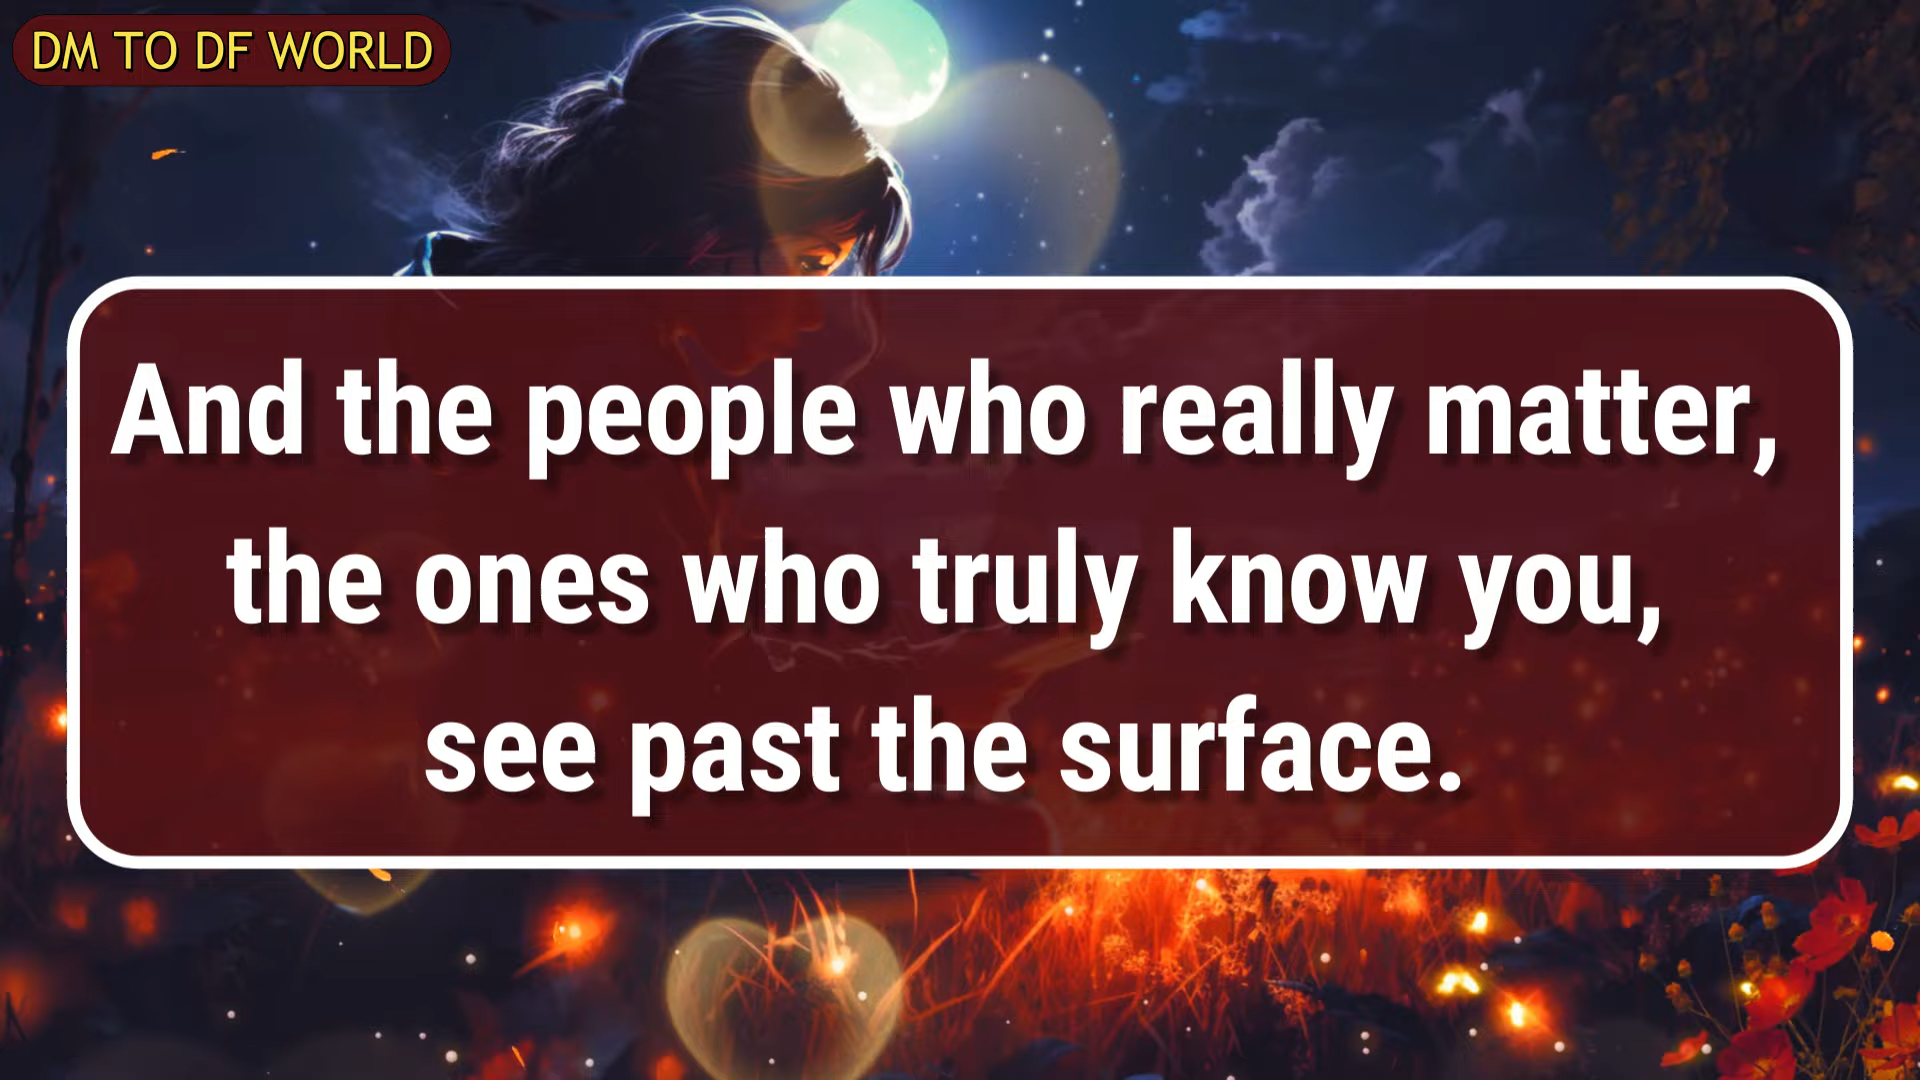 DM TO DF WORLD
And the people who really matter,
the ones who truly know you,
see past the surface.